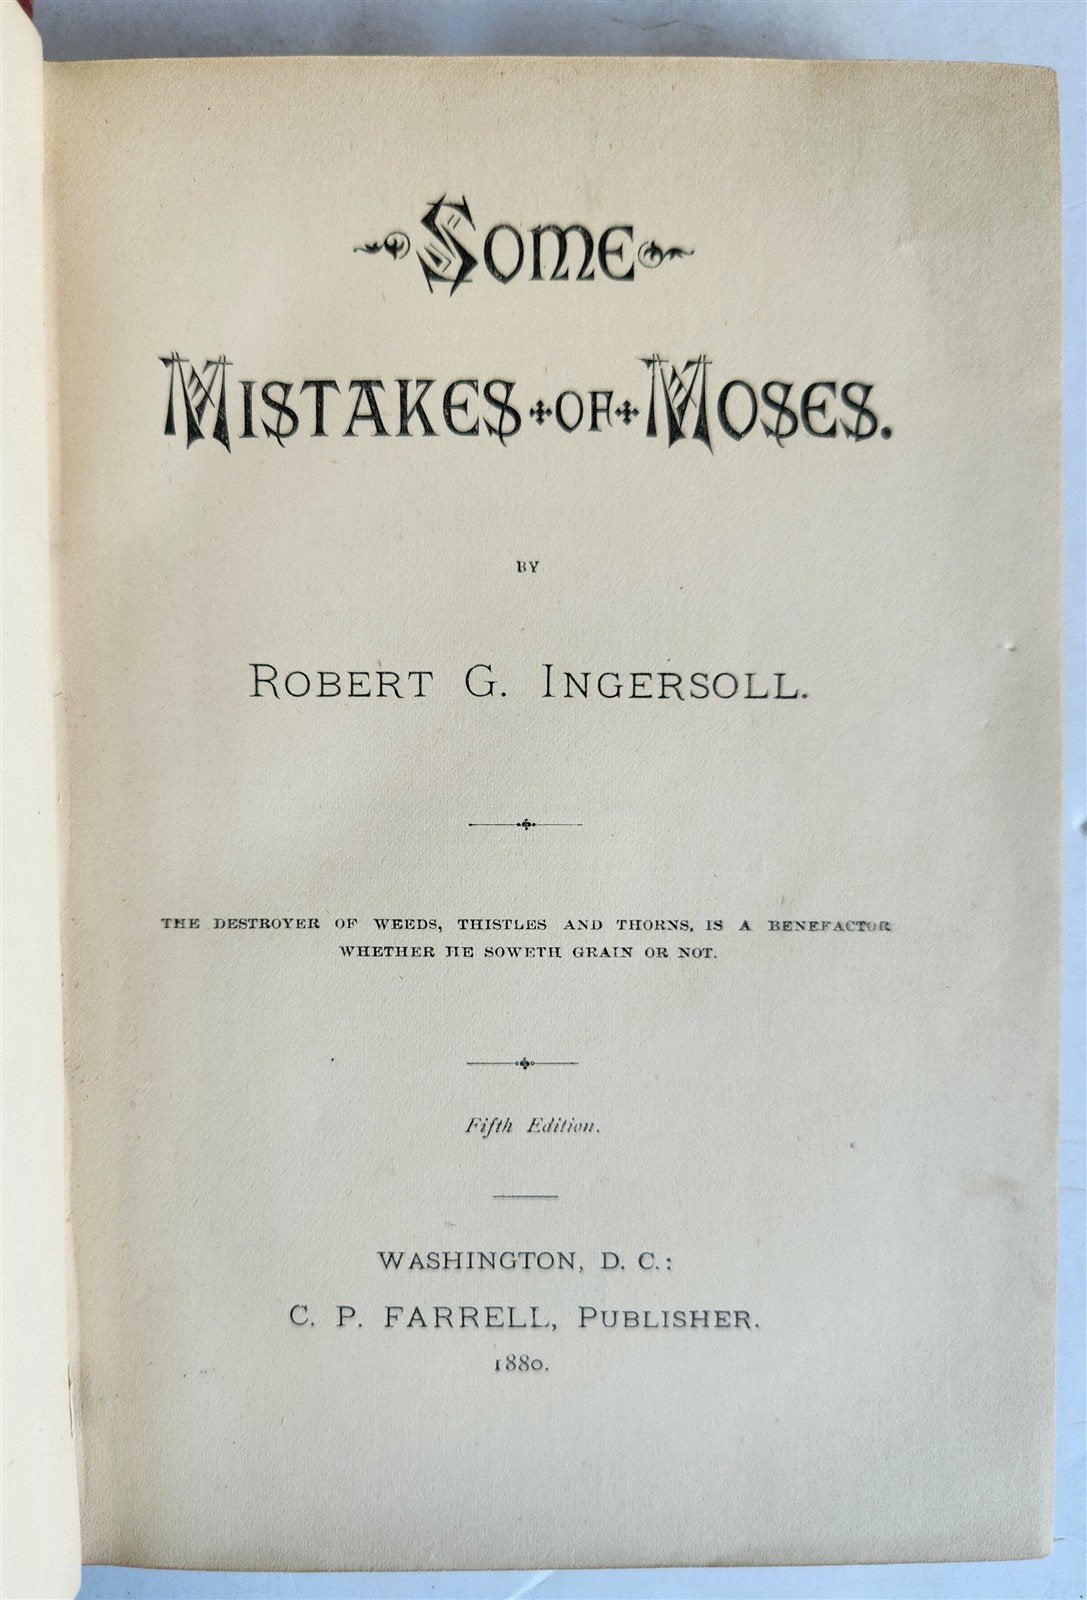 SOME
MISTAKES OF MOSES.
BY
ROBERT G. INGERSOLL.
THE DESTROYER OF WEEDS, THISTLES AND THORNS, IS A BENEFACTOR
WHETHER HE SOWETH GRAIN OR NOT.
Fifth Edition.
WASHINGTON, D. C.:
C. P. FARRELL, PUBLISHER.
1880.